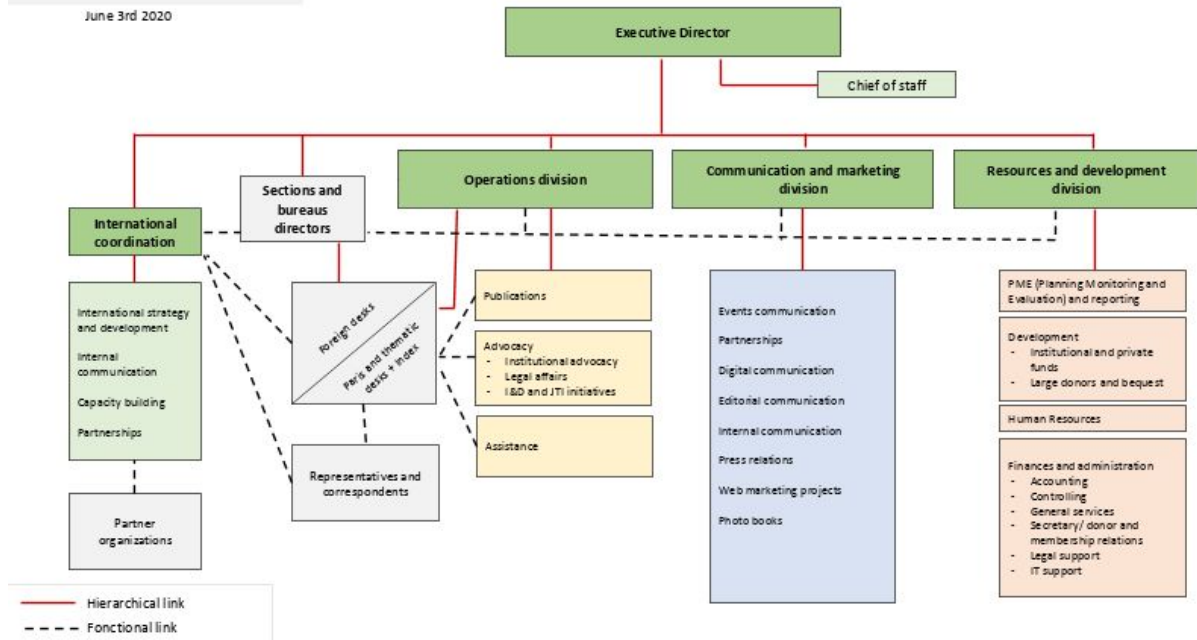 June 3rd 2020
Executive Director
Chief of staff
Operations division
Communication and marketing
division
Resources and development
division
Sections and
bureaus
directors
International
coordination
International strategy
and development
Internal
communication
Capacity building
Partnerships
Partner
organizations
Foreign desks
Paris and thematic
desks + index
Representatives and
correspondents
Publications
Advocacy
- Institutional advocacy
- Legal affairs
- I&D and JTI initiatives
Assistance
Events communication
Partnerships
Digital communication
Editorial communication
Internal communication
Press relations
Web marketing projects
Photo books
PME (Planning Monitoring and
Evaluation) and reporting
Development
- Institutional and private
funds
- Large donors and bequest
Human Resources
Finances and administration
- Accounting
- Controlling
- General services
- Secretary/ donor and
membership relations
- Legal support
- IT support
Hierarchical link
Fonctional link